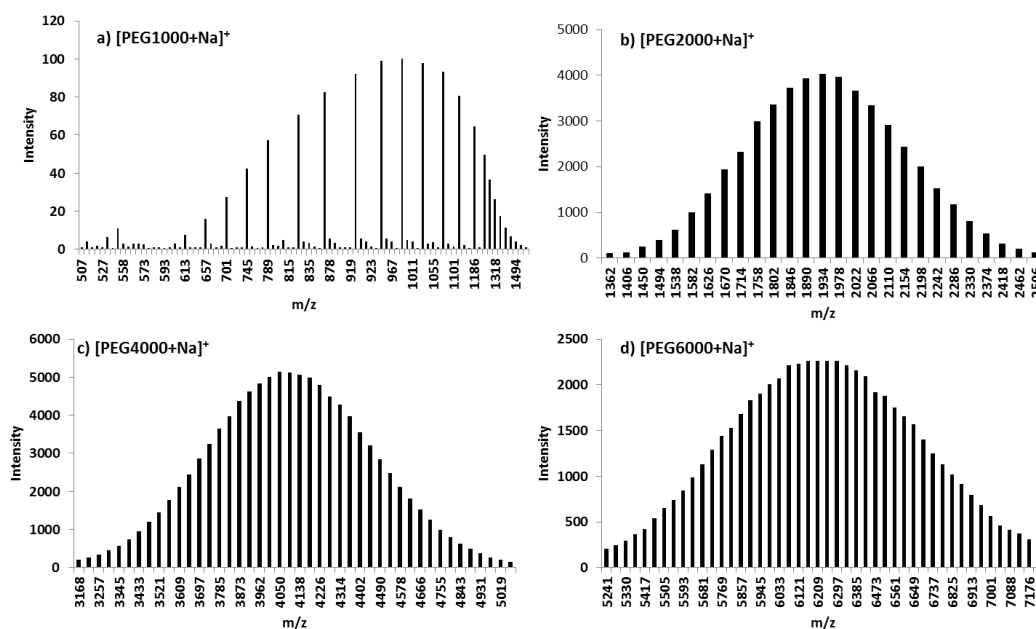 a) [PEG1000+Na]+
120
100
80
60
40
20
0
Intensity
507 527 558 573 593 613 657 701 745 789 815 835 878 919 923 967 1011 1055 1101 1186 1318 1494
m/z
b) [PEG2000+Na]+
5000
4000
3000
2000
1000
0
Intensity
1362 1406 1450 1494 1538 1582 1626 1670 1714 1758 1802 1846 1890 1934 1978 2022 2066 2110 2154 2198 2242 2286 2330 2374 2418 2462
m/z
c) [PEG4000+Na]+
6000
5000
4000
3000
2000
1000
0
Intensity
3168 3257 3345 3433 3521 3609 3697 3785 3873 3962 4050 4138 4226 4314 4402 4490 4578 4666 4755 4843 4931 5019
m/z
d) [PEG6000+Na]+
2500
2000
1500
1000
500
0
Intensity
5241 5330 5417 5505 5593 5681 5769 5857 5945 6033 6121 6209 6297 6385 6473 6561 6649 6737 6825 6913 7001 7088 7176
m/z